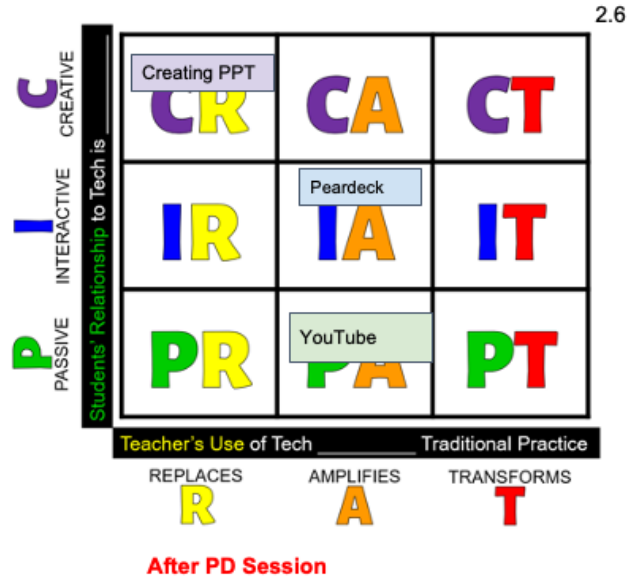 2.6
C
CREATIVE
I
INTERACTIVE
P
PASSIVE
Students' Relationship to Tech is ____
Creating PPT
CR
CA
CT
Peardeck
IR
IA
IT
YouTube
PR
PA
PT
Teacher's Use of Tech ________ Traditional Practice
REPLACES
AMPLIFIES
TRANSFORMS
R
A
T
After PD Session